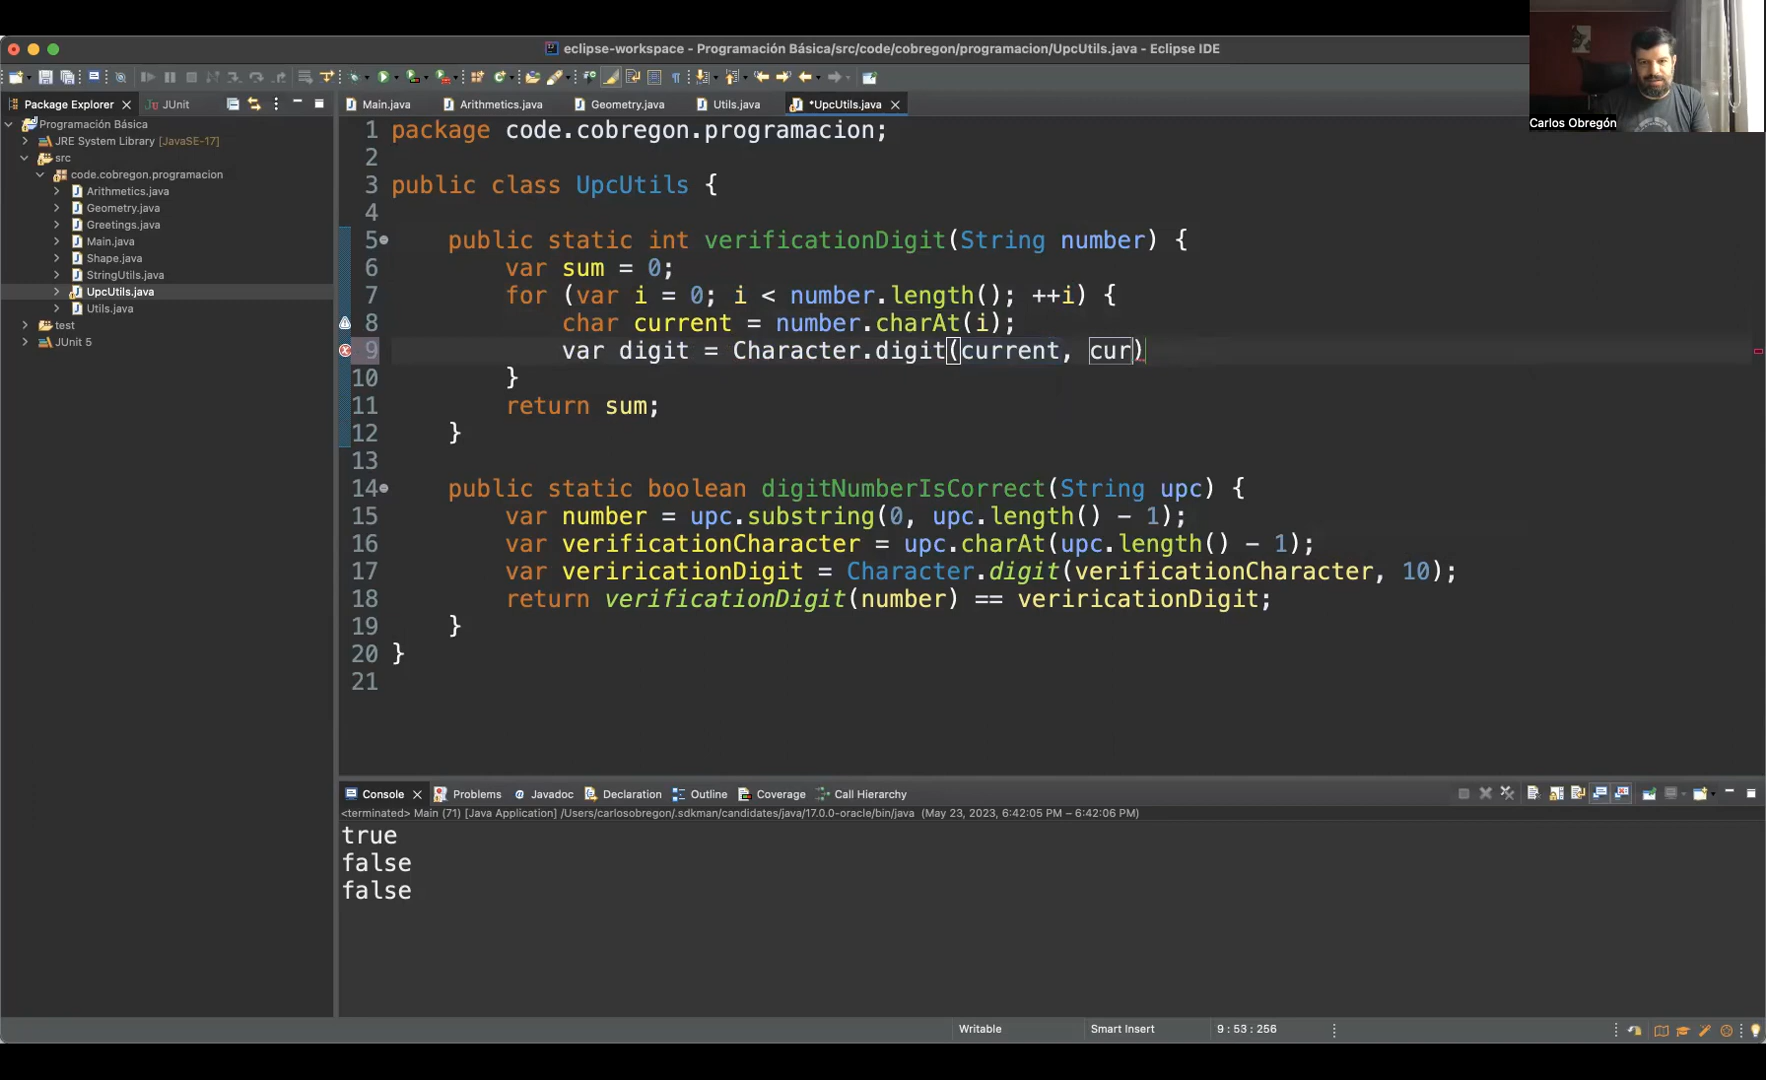 eclipse-workspace - Programación Básica/src/code/cobregon/programacion/UpcUtils.java - Eclipse IDE
Carlos Obregón
Package Explorer
JUnit
Main.java
Arithmetics.java
Geometry.java
Utils.java
*UpcUtils.java
Programación Básica
JRE System Library [JavaSE-17]
src
code.cobregon.programacion
Arithmetics.java
Geometry.java
Greetings.java
Main.java
Shape.java
StringUtils.java
UpcUtils.java
Utils.java
test
JUnit 5
1 package code.cobregon.programacion;
2
3 public class UpcUtils {
4
5 public static int verificationDigit(String number) {
6 var sum = 0;
7 for (var i = 0; i < number.length(); ++i) {
8 char current = number.charAt(i);
9 var digit = Character.digit(current, cur)
10 }
11 return sum;
12 }
13
14 public static boolean digitNumberIsCorrect(String upc) {
15 var number = upc.substring(0, upc.length() - 1);
16 var verificationCharacter = upc.charAt(upc.length() - 1);
17 var veriricationDigit = Character.digit(verificationCharacter, 10);
18 return verificationDigit(number) == veriricationDigit;
19 }
20 }
21
Console
Problems
Javadoc
Declaration
Outline
Coverage
Call Hierarchy
<terminated> Main (71) [Java Application] /Users/carlosobregon/.sdkman/candidates/java/17.0.0-oracle/bin/java (May 23, 2023, 6:42:05 PM – 6:42:06 PM)
true
false
false
Writable
Smart Insert
9 : 53 : 256